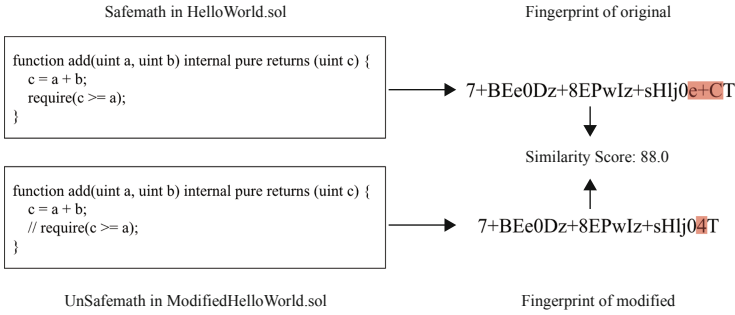 Safemath in HelloWorld.sol
Fingerprint of original
function add(uint a, uint b) internal pure returns (uint c) {
c = a + b;
require(c >= a);
}
7+BEe0Dz+8EPwIz+sHlj0e+CT
Similarity Score: 88.0
function add(uint a, uint b) internal pure returns (uint c) {
c = a + b;
// require(c >= a);
}
7+BEe0Dz+8EPwIz+sHlj04T
UnSafemath in ModifiedHelloWorld.sol
Fingerprint of modified